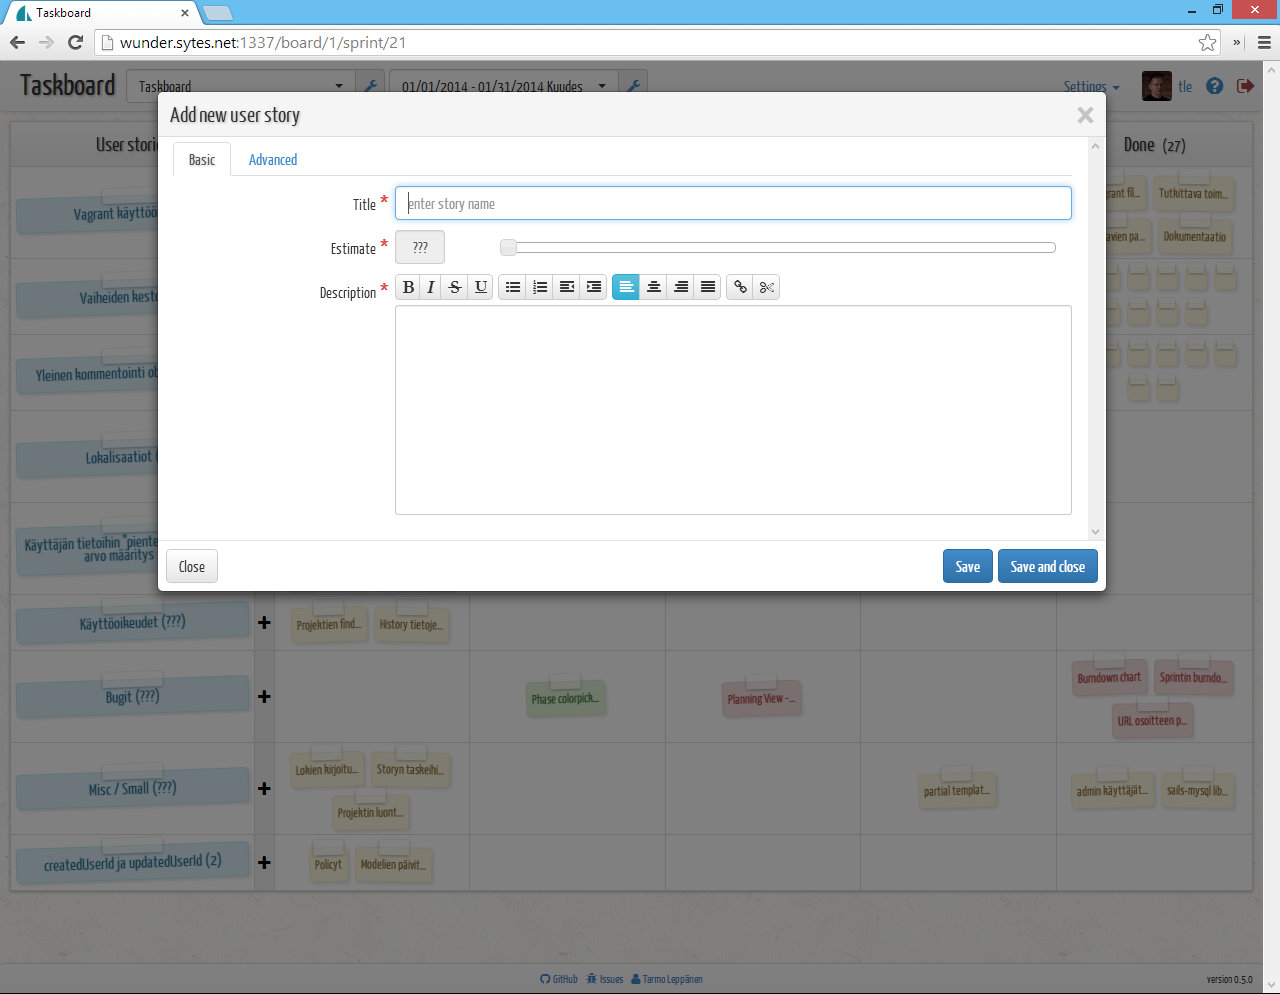 Taskboard
wunder.sytes.net:1337/board/1/sprint/21
Taskboard
Taskboard
01/01/2014 - 01/31/2014 Kuudes
Settings
tle
Add new user story
Basic
Advanced
Title *
enter story name
Estimate *
???
Description *
B I S U
Close
Save
Save and close
User stori
Done (27)
Vagrant käyttöö
Vaiheiden kest
Yleinen kommentointi ob
Lokalisaatiot (
Käyttäjän tietoihin "piente
arvo määritys
Käyttöoikeudet (???)
Projektien find...
History tietoje...
Bugit (???)
Phase colorpick...
Planning View -...
Burndown chart
Sprintin burndo...
URL osoitteen p...
Misc / Small (???)
Lokien kirjoitu...
Storyn taskeihi...
Projektin luont...
partial templat...
admin käyttäjät...
sails-mysql lib...
createdUserId ja updatedUserId (2)
Policyt
Modelien päivit...
rant fil...
Tutkittava toim...
avien pa...
Dokumentaatio
GitHub
Issues
Tarmo Leppänen
version 0.5.0